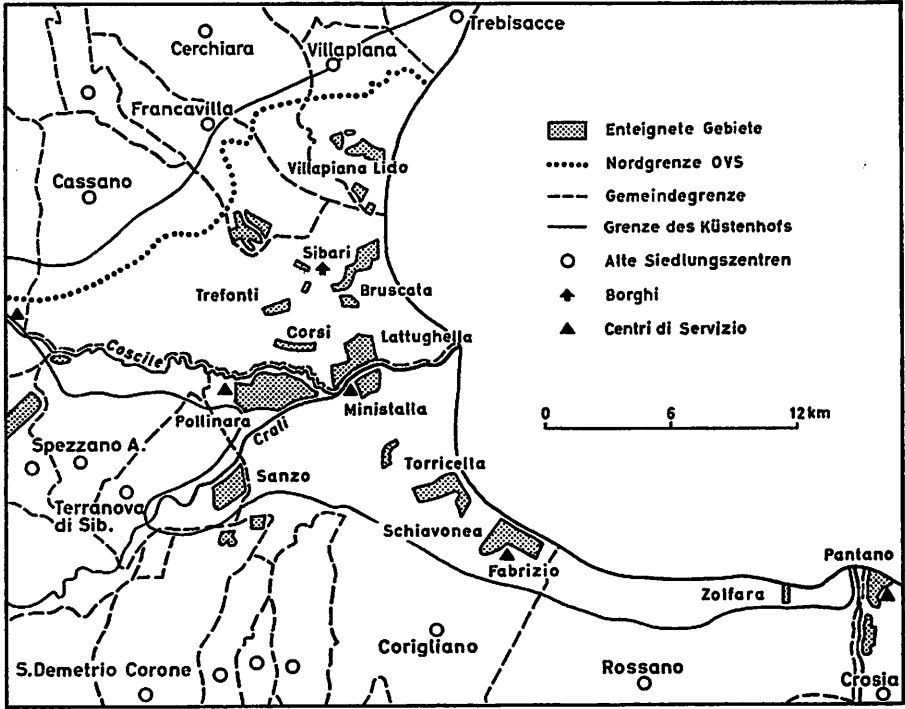 Trebisacce
Cerchiara
Villapiana
Francavilla
Cassano
Villapiana Lido
Sibari
Bruscata
Trefonti
Corsi
Lattughella
Coscile
Pollinara
Ministalla
Crati
Spezzano A.
Sanzo
Torricella
Terranova
di Sib.
Schiavonea
Fabrizio
Pantano
Zolfara
Corigliano
S.Demetrio Corone
Rossano
Crosia
Enteignete Gebiete
Nordgrenze OVS
Gemeindegrenze
Grenze des Küstenhofs
Alte Siedlungszentren
Borghi
Centri di Servizio
0 6 12 km